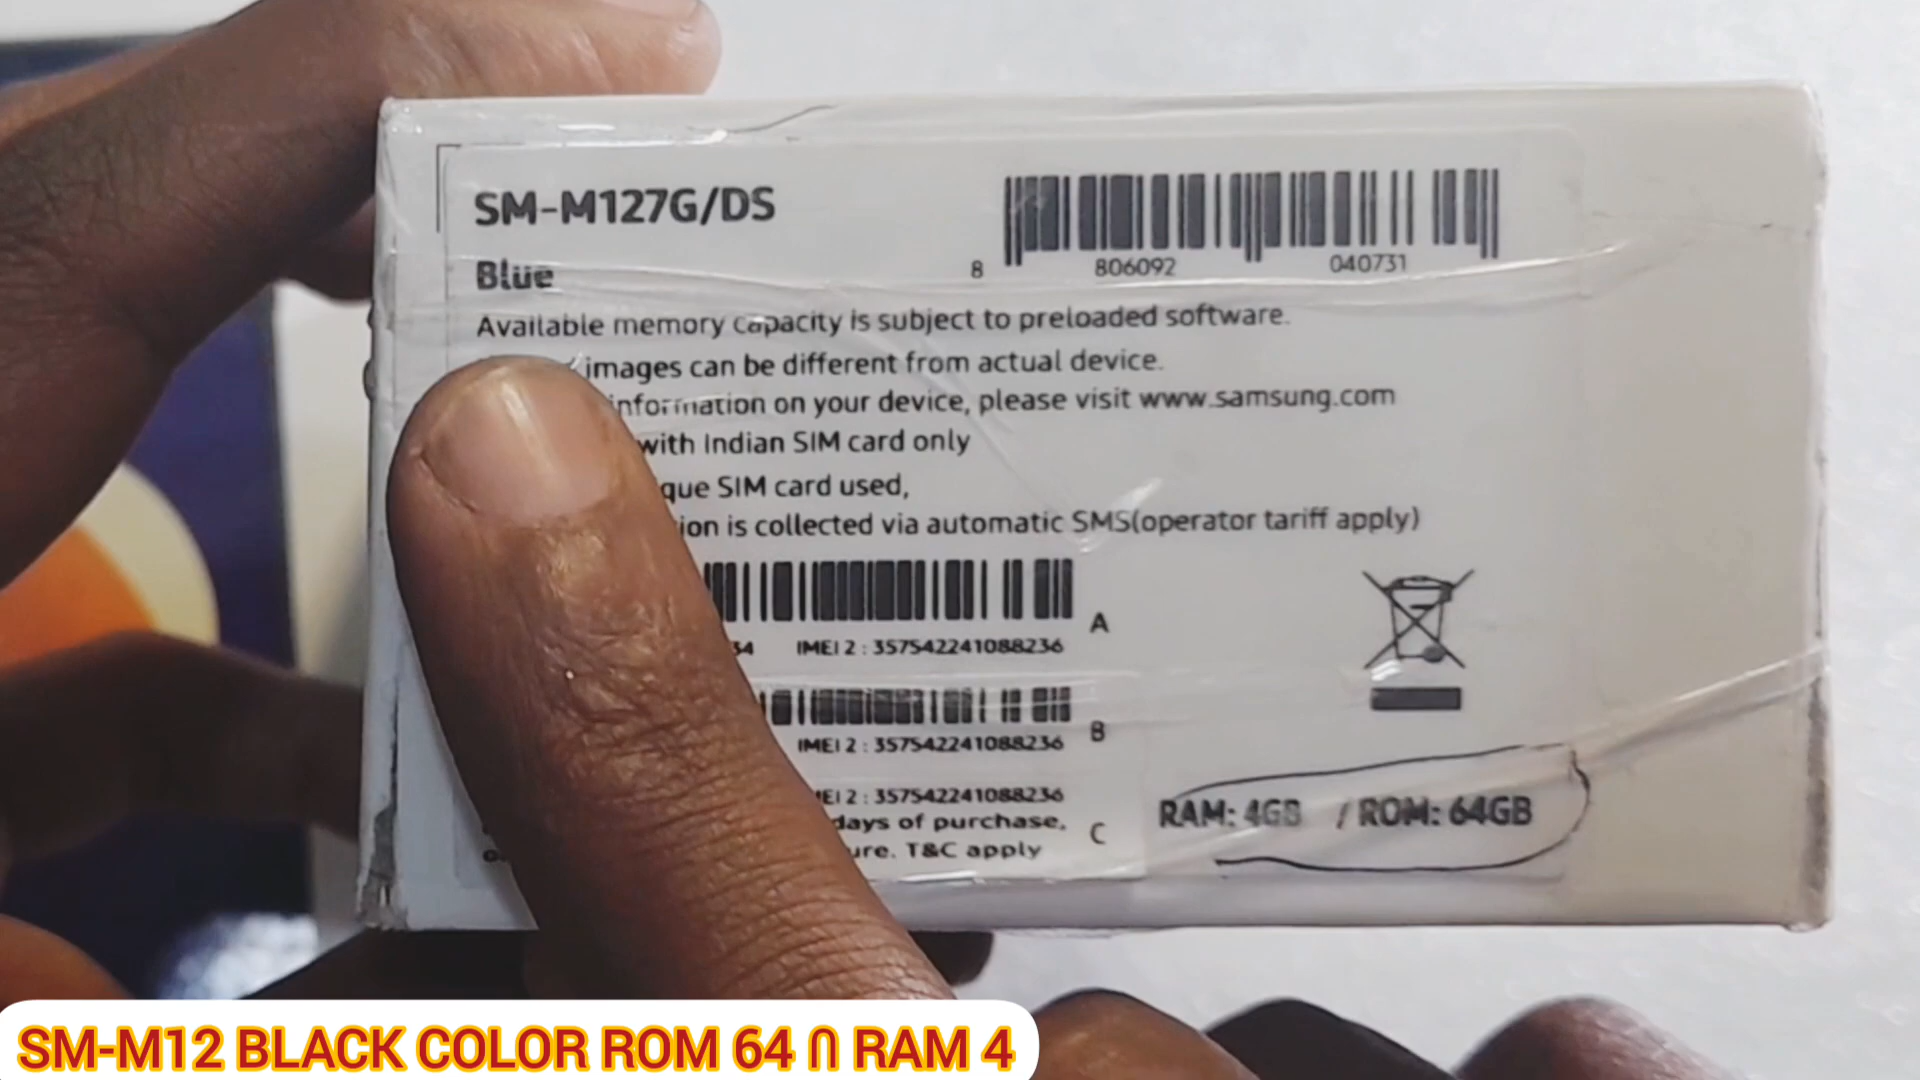 SM-M127G/DS
Blue
8 806092 040731
Available memory capacity is subject to preloaded software.
images can be different from actual device.
information on your device, please visit www.samsung.com
with Indian SIM card only
que SIM card used,
ion is collected via automatic SMS(operator tariff apply)
A
34 IMEI 2 : 357542241088236
B
IMEI 2 : 357542241088236
IMEI 2 : 357542241088236
days of purchase,
C
ure. T&C apply
RAM: 4GB / ROM: 64GB
SM-M12 BLACK COLOR ROM 64 ก RAM 4